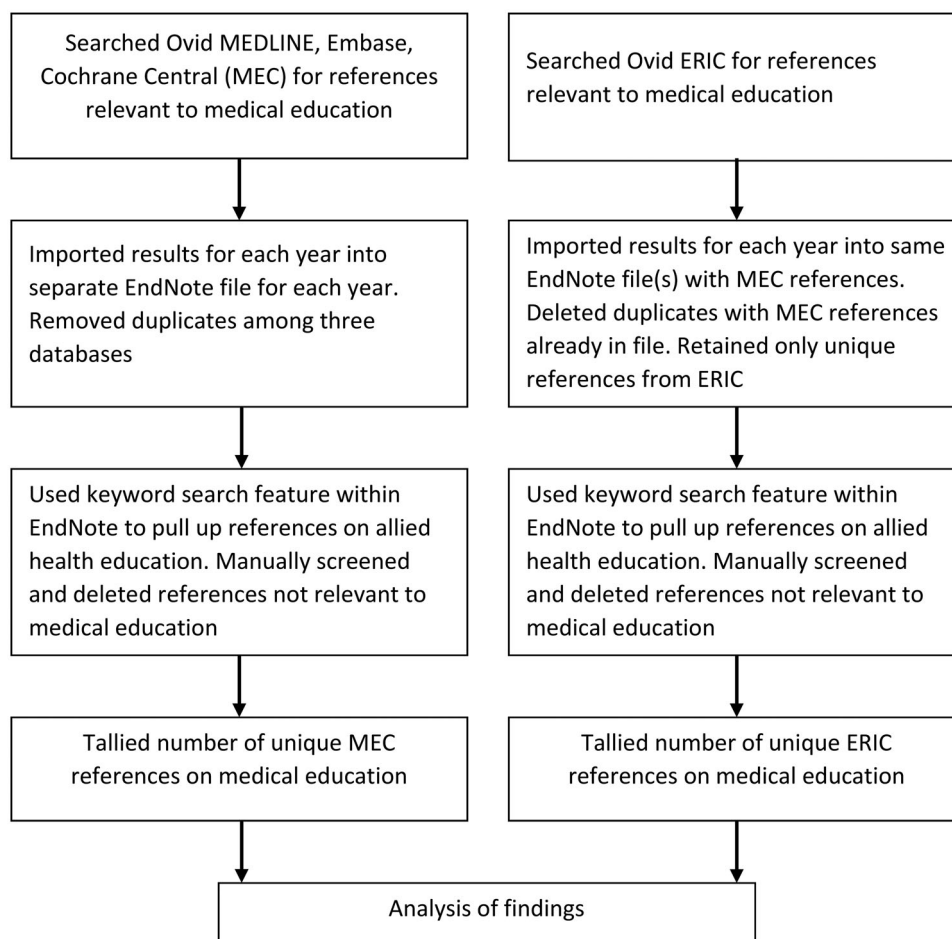 Searched Ovid MEDLINE, Embase,
Cochrane Central (MEC) for references
relevant to medical education
Searched Ovid ERIC for references
relevant to medical education
Imported results for each year into
separate EndNote file for each year.
Removed duplicates among three
databases
Imported results for each year into same
EndNote file(s) with MEC references.
Deleted duplicates with MEC references
already in file. Retained only unique
references from ERIC
Used keyword search feature within
EndNote to pull up references on allied
health education. Manually screened
and deleted references not relevant to
medical education
Used keyword search feature within
EndNote to pull up references on allied
health education. Manually screened
and deleted references not relevant to
medical education
Tallied number of unique MEC
references on medical education
Tallied number of unique ERIC
references on medical education
Analysis of findings